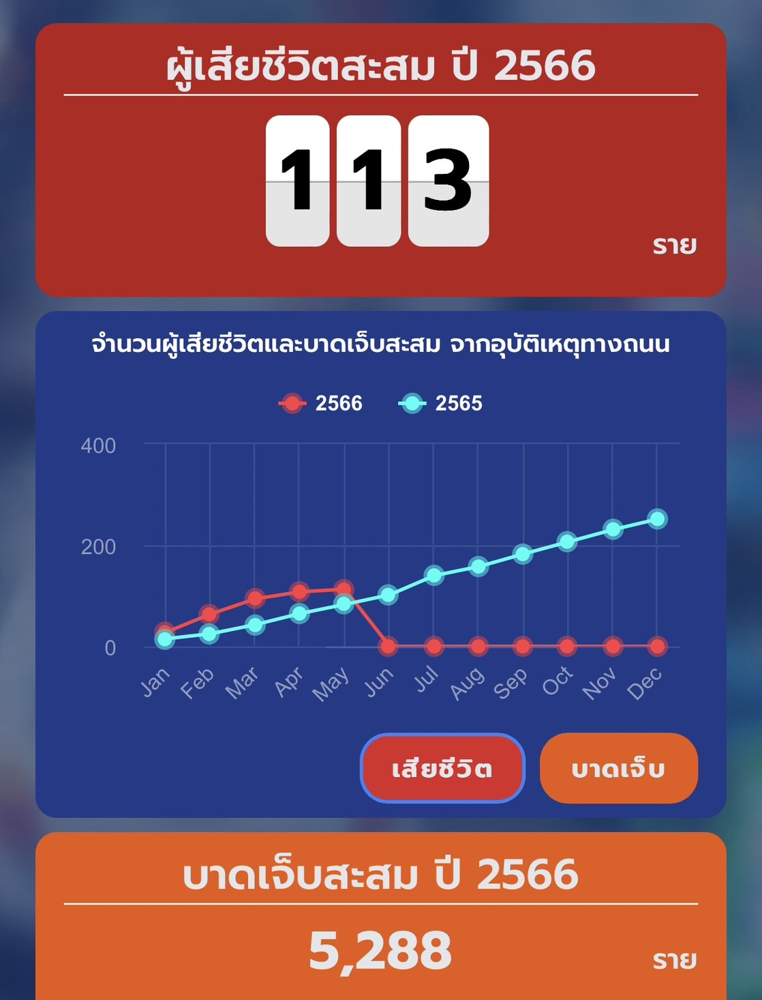 ผู้เสียชีวิตสะสม ปี 2566
113
ราย
จำนวนผู้เสียชีวิตและบาดเจ็บสะสม จากอุบัติเหตุทางถนน
2566 2565
400
200
0
Jan Feb Mar Apr May Jun Jul Aug Sep Oct Nov Dec
เสียชีวิต บาดเจ็บ
บาดเจ็บสะสม ปี 2566
5,288
ราย